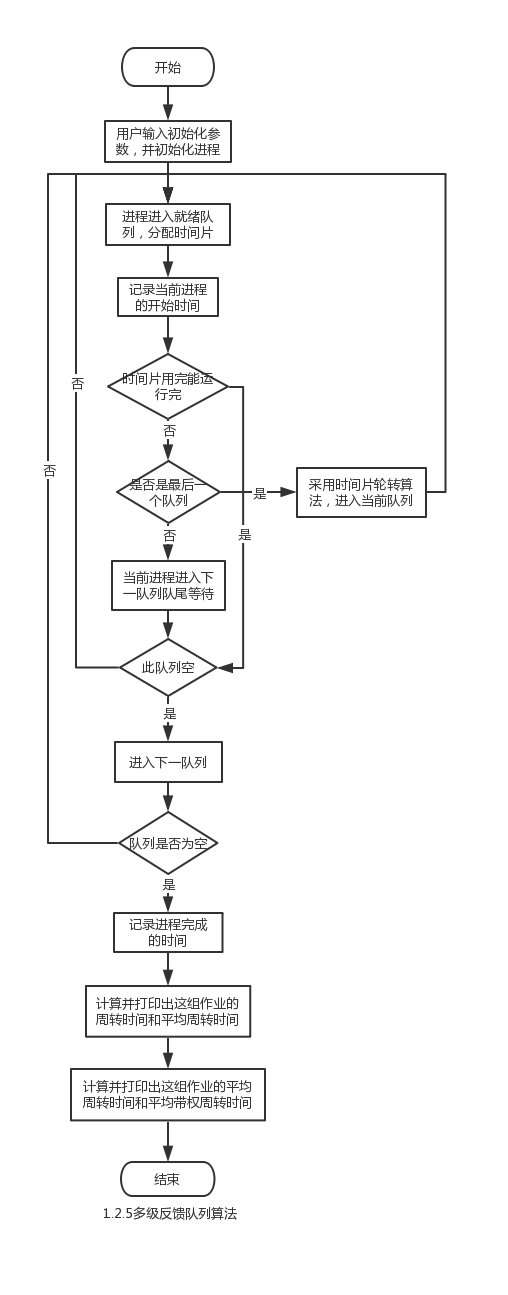 开始
用户输入初始化参
数，并初始化进程
进程进入就绪队
列，分配时间片
记录当前进程
的开始时间
时间片用完能运
行完
否
否
是否是最后一
个队列
是
采用时间片轮转算
法，进入当前队列
否
否
是
当前进程进入下
一队列队尾等待
此队列空
是
进入下一队列
队列是否为空
是
记录进程完成
的时间
计算并打印出这组作业的
周转时间和平均周转时间
计算并打印出这组作业的平均
周转时间和平均带权周转时间
结束
1.2.5多级反馈队列算法